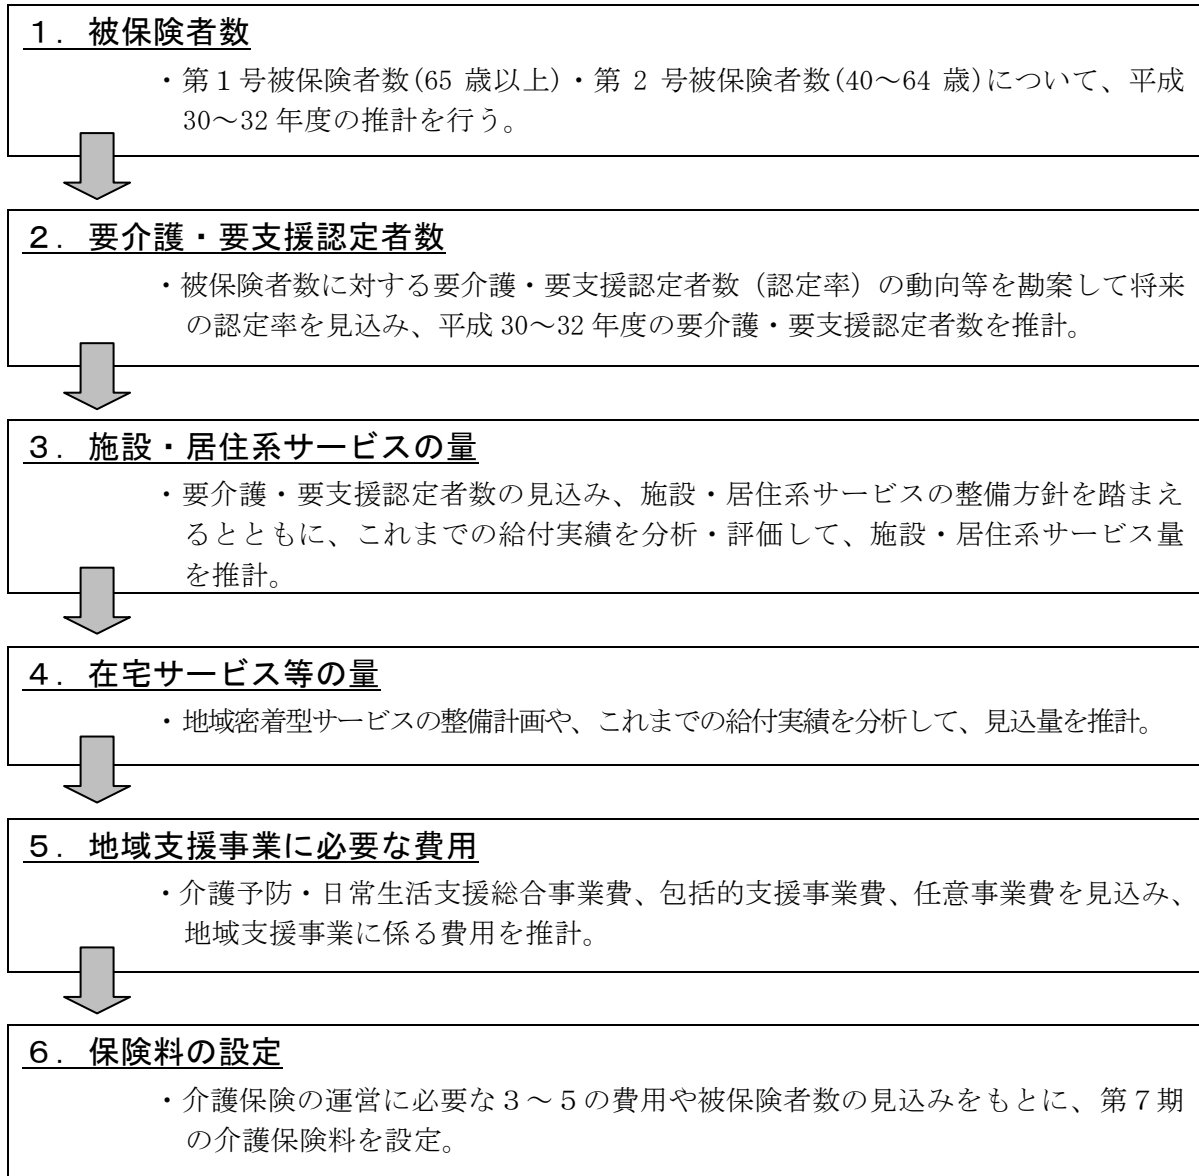 １．被保険者数
・第１号被保険者数(65 歳以上)・第 2 号被保険者数(40～64 歳)について、平成
30～32 年度の推計を行う。
２．要介護・要支援認定者数
・被保険者数に対する要介護・要支援認定者数（認定率）の動向等を勘案して将来
の認定率を見込み、平成 30～32 年度の要介護・要支援認定者数を推計。
３．施設・居住系サービスの量
・要介護・要支援認定者数の見込み、施設・居住系サービスの整備方針を踏まえ
るとともに、これまでの給付実績を分析・評価して、施設・居住系サービス量
を推計。
４．在宅サービス等の量
・地域密着型サービスの整備計画や、これまでの給付実績を分析して、見込量を推計。
５．地域支援事業に必要な費用
・介護予防・日常生活支援総合事業費、包括的支援事業費、任意事業費を見込み、
地域支援事業に係る費用を推計。
６．保険料の設定
・介護保険の運営に必要な３～５の費用や被保険者数の見込みをもとに、第７期
の介護保険料を設定。